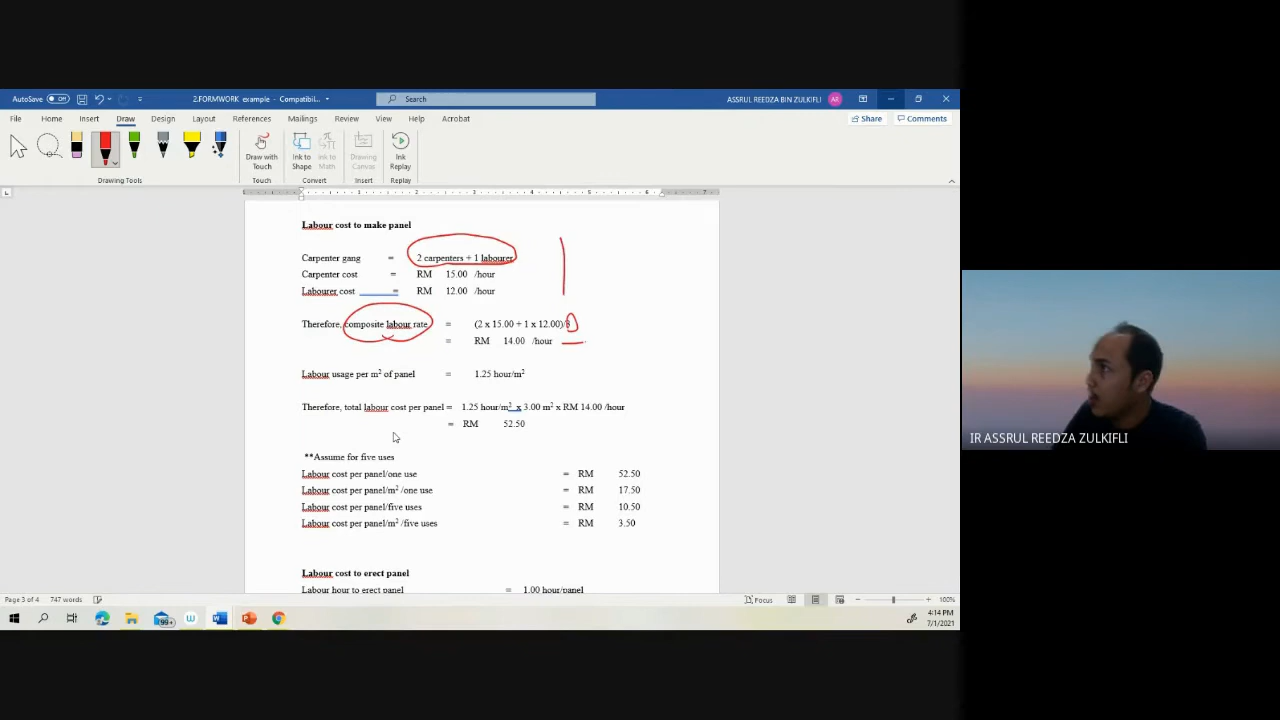 AutoSave Off
2.FORMWORK example - Compatibil...
Search
ASSRUL REEDZA BIN ZULKIFLI
AR
File Home Insert Draw Design Layout References Mailings Review View Help Acrobat
Share Comments
Draw with Touch
Ink to Shape
Ink to Math
Drawing Canvas
Ink Replay
Drawing Tools
Touch
Convert
Insert
Replay
Labour cost to make panel
Carpenter gang = 2 carpenters + 1 labourer
Carpenter cost = RM 15.00 /hour
Labourer cost = RM 12.00 /hour
Therefore, composite labour rate = (2 x 15.00 + 1 x 12.00)/3
= RM 14.00 /hour
Labour usage per m² of panel = 1.25 hour/m²
Therefore, total labour cost per panel = 1.25 hour/m² x 3.00 m² x RM 14.00 /hour
= RM 52.50
**Assume for five uses
Labour cost per panel/one use = RM 52.50
Labour cost per panel/m² /one use = RM 17.50
Labour cost per panel/five uses = RM 10.50
Labour cost per panel/m² /five uses = RM 3.50
Labour cost to erect panel
Labour hour to erect panel = 1.00 hour/panel
Page 3 of 4 747 words
Focus
100%
99+
4:14 PM
7/1/2021
IR ASSRUL REEDZA ZULKIFLI